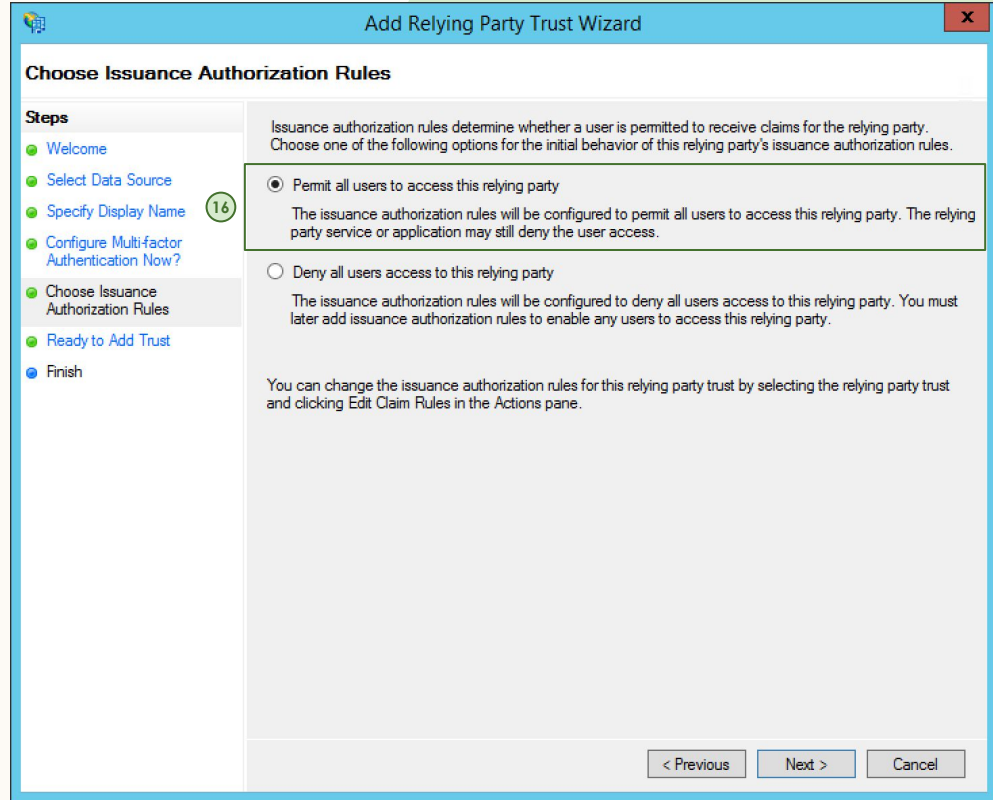 Add Relying Party Trust Wizard
x
Choose Issuance Authorization Rules
Steps
Welcome
Select Data Source
Specify Display Name
Configure Multi-factor
Authentication Now?
Choose Issuance
Authorization Rules
Ready to Add Trust
Finish
16
Issuance authorization rules determine whether a user is permitted to receive claims for the relying party.
Choose one of the following options for the initial behavior of this relying party's issuance authorization rules.
Permit all users to access this relying party
The issuance authorization rules will be configured to permit all users to access this relying party. The relying
party service or application may still deny the user access.
Deny all users access to this relying party
The issuance authorization rules will be configured to deny all users access to this relying party. You must
later add issuance authorization rules to enable any users to access this relying party.
You can change the issuance authorization rules for this relying party trust by selecting the relying party trust
and clicking Edit Claim Rules in the Actions pane.
< Previous
Next >
Cancel